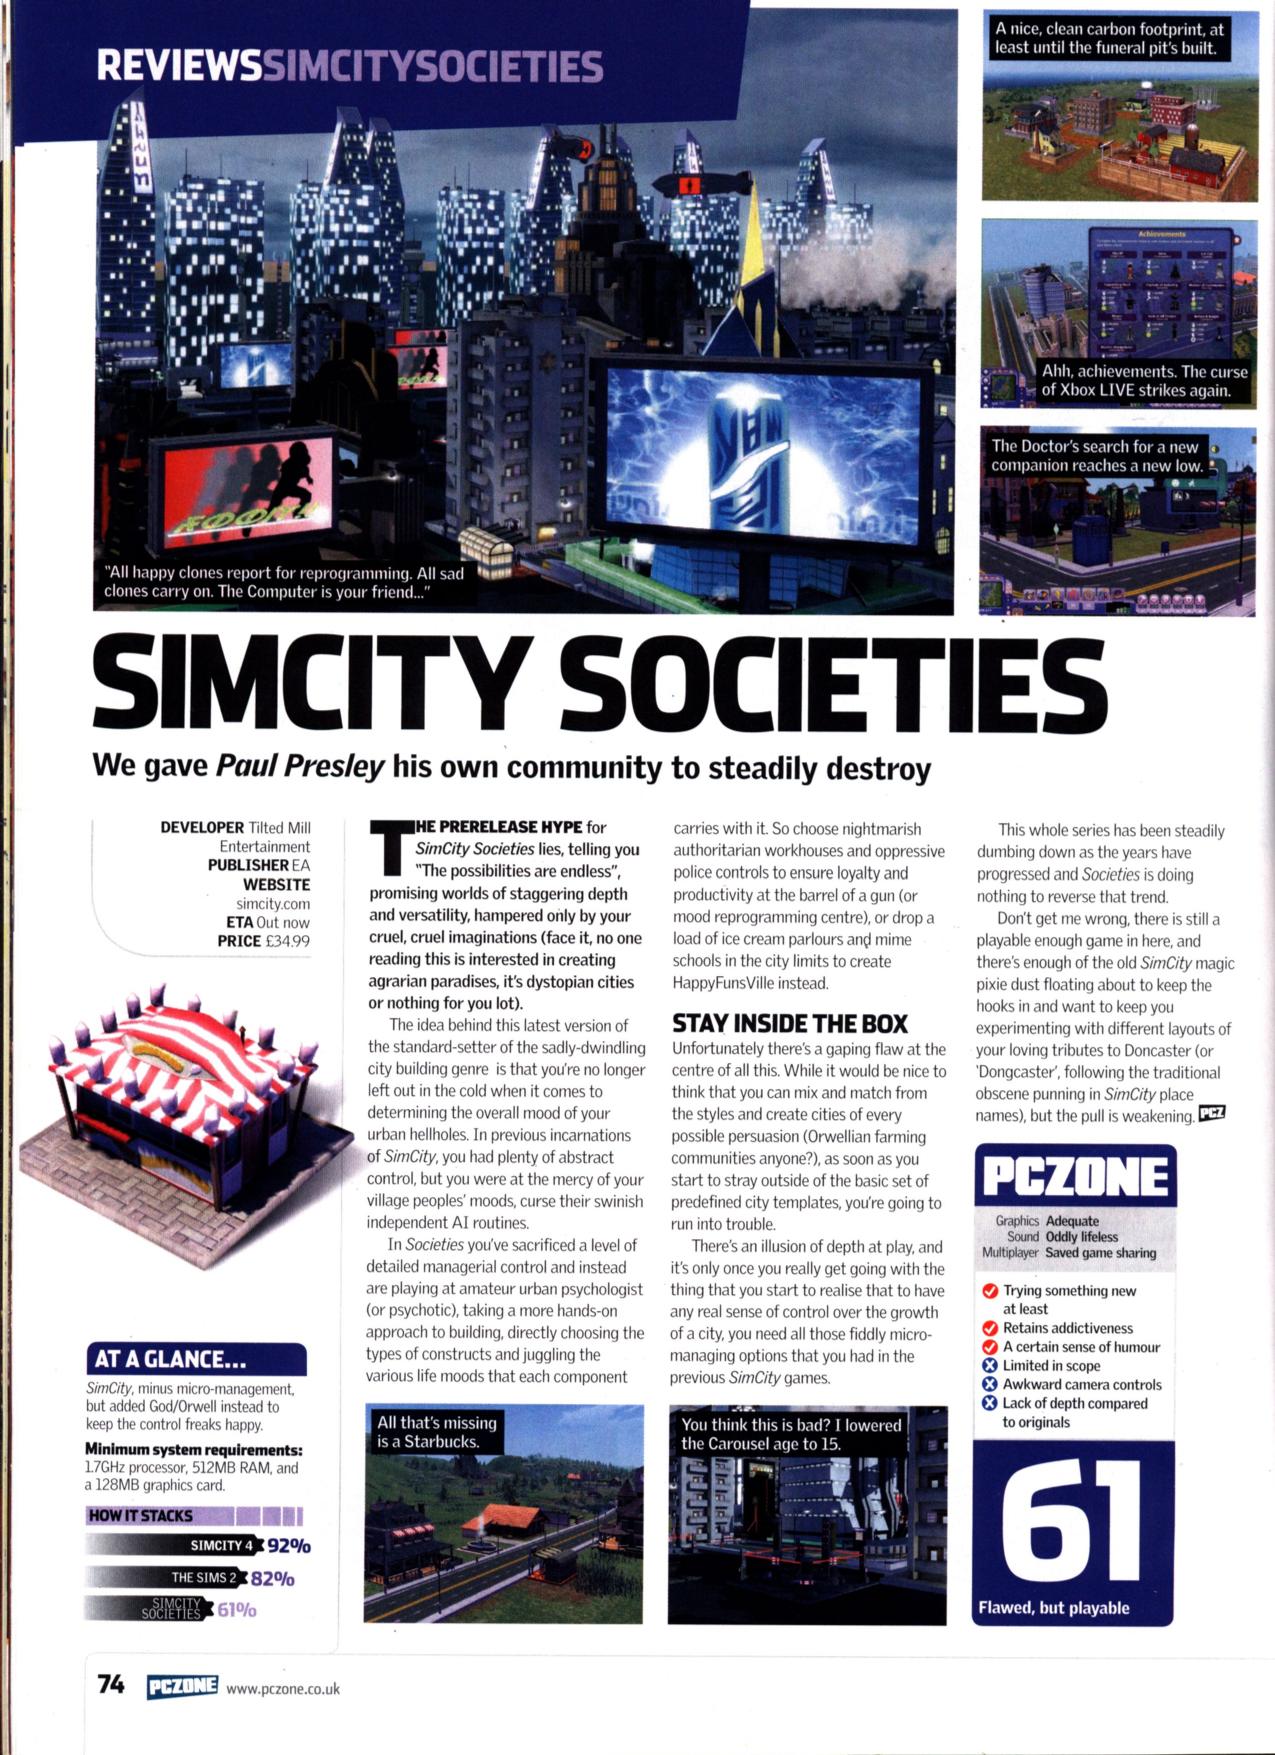 REVIEWSSIMCITYSOCIETIES
A nice, clean carbon footprint, at
least until the funeral pit's built.
Achievements
Ahh, achievements. The curse
of Xbox LIVE strikes again.
The Doctor's search for a new
companion reaches a new low.
"All happy clones report for reprogramming. All sad
clones carry on. The Computer is your friend..."
SIMCITY SOCIETIES
We gave Paul Presley his own community to steadily destroy
DEVELOPER Tilted Mill
Entertainment
PUBLISHER EA
WEBSITE
simcity.com
ETA Out now
PRICE £34.99
THE PRERELEASE HYPE for
SimCity Societies lies, telling you
"The possibilities are endless",
promising worlds of staggering depth
and versatility, hampered only by your
cruel, cruel imaginations (face it, no one
reading this is interested in creating
agrarian paradises, it's dystopian cities
or nothing for you lot).
The idea behind this latest version of
the standard-setter of the sadly-dwindling
city building genre is that you're no longer
left out in the cold when it comes to
determining the overall mood of your
urban hellholes. In previous incarnations
of SimCity, you had plenty of abstract
control, but you were at the mercy of your
village peoples' moods, curse their swinish
independent AI routines.
In Societies you've sacrificed a level of
detailed managerial control and instead
are playing at amateur urban psychologist
(or psychotic), taking a more hands-on
approach to building, directly choosing the
types of constructs and juggling the
various life moods that each component
carries with it. So choose nightmarish
authoritarian workhouses and oppressive
police controls to ensure loyalty and
productivity at the barrel of a gun (or
mood reprogramming centre), or drop a
load of ice cream parlours and mime
schools in the city limits to create
HappyFunsVille instead.
STAY INSIDE THE BOX
Unfortunately there's a gaping flaw at the
centre of all this. While it would be nice to
think that you can mix and match from
the styles and create cities of every
possible persuasion (Orwellian farming
communities anyone?), as soon as you
start to stray outside of the basic set of
predefined city templates, you're going to
run into trouble.
There's an illusion of depth at play, and
it's only once you really get going with the
thing that you start to realise that to have
any real sense of control over the growth
of a city, you need all those fiddly micro-
managing options that you had in the
previous SimCity games.
This whole series has been steadily
dumbing down as the years have
progressed and Societies is doing
nothing to reverse that trend.
Don't get me wrong, there is still a
playable enough game in here, and
there's enough of the old SimCity magic
pixie dust floating about to keep the
hooks in and want to keep you
experimenting with different layouts of
your loving tributes to Doncaster (or
'Dongcaster', following the traditional
obscene punning in SimCity place
names), but the pull is weakening. PCZ
AT A GLANCE...
SimCity, minus micro-management,
but added God/Orwell instead to
keep the control freaks happy.
Minimum system requirements:
1.7GHz processor, 512MB RAM, and
a 128MB graphics card.
HOW IT STACKS
SIMCITY 4 92%
THE SIMS 2 82%
SIMCITY
SOCIETIES 61%
All that's missing
is a Starbucks.
You think this is bad? I lowered
the Carousel age to 15.
PCZONE
Graphics Adequate
Sound Oddly lifeless
Multiplayer Saved game sharing
Trying something new
at least
Retains addictiveness
A certain sense of humour
Limited in scope
Awkward camera controls
Lack of depth compared
to originals
61
Flawed, but playable
74 PCZONE www.pczone.co.uk